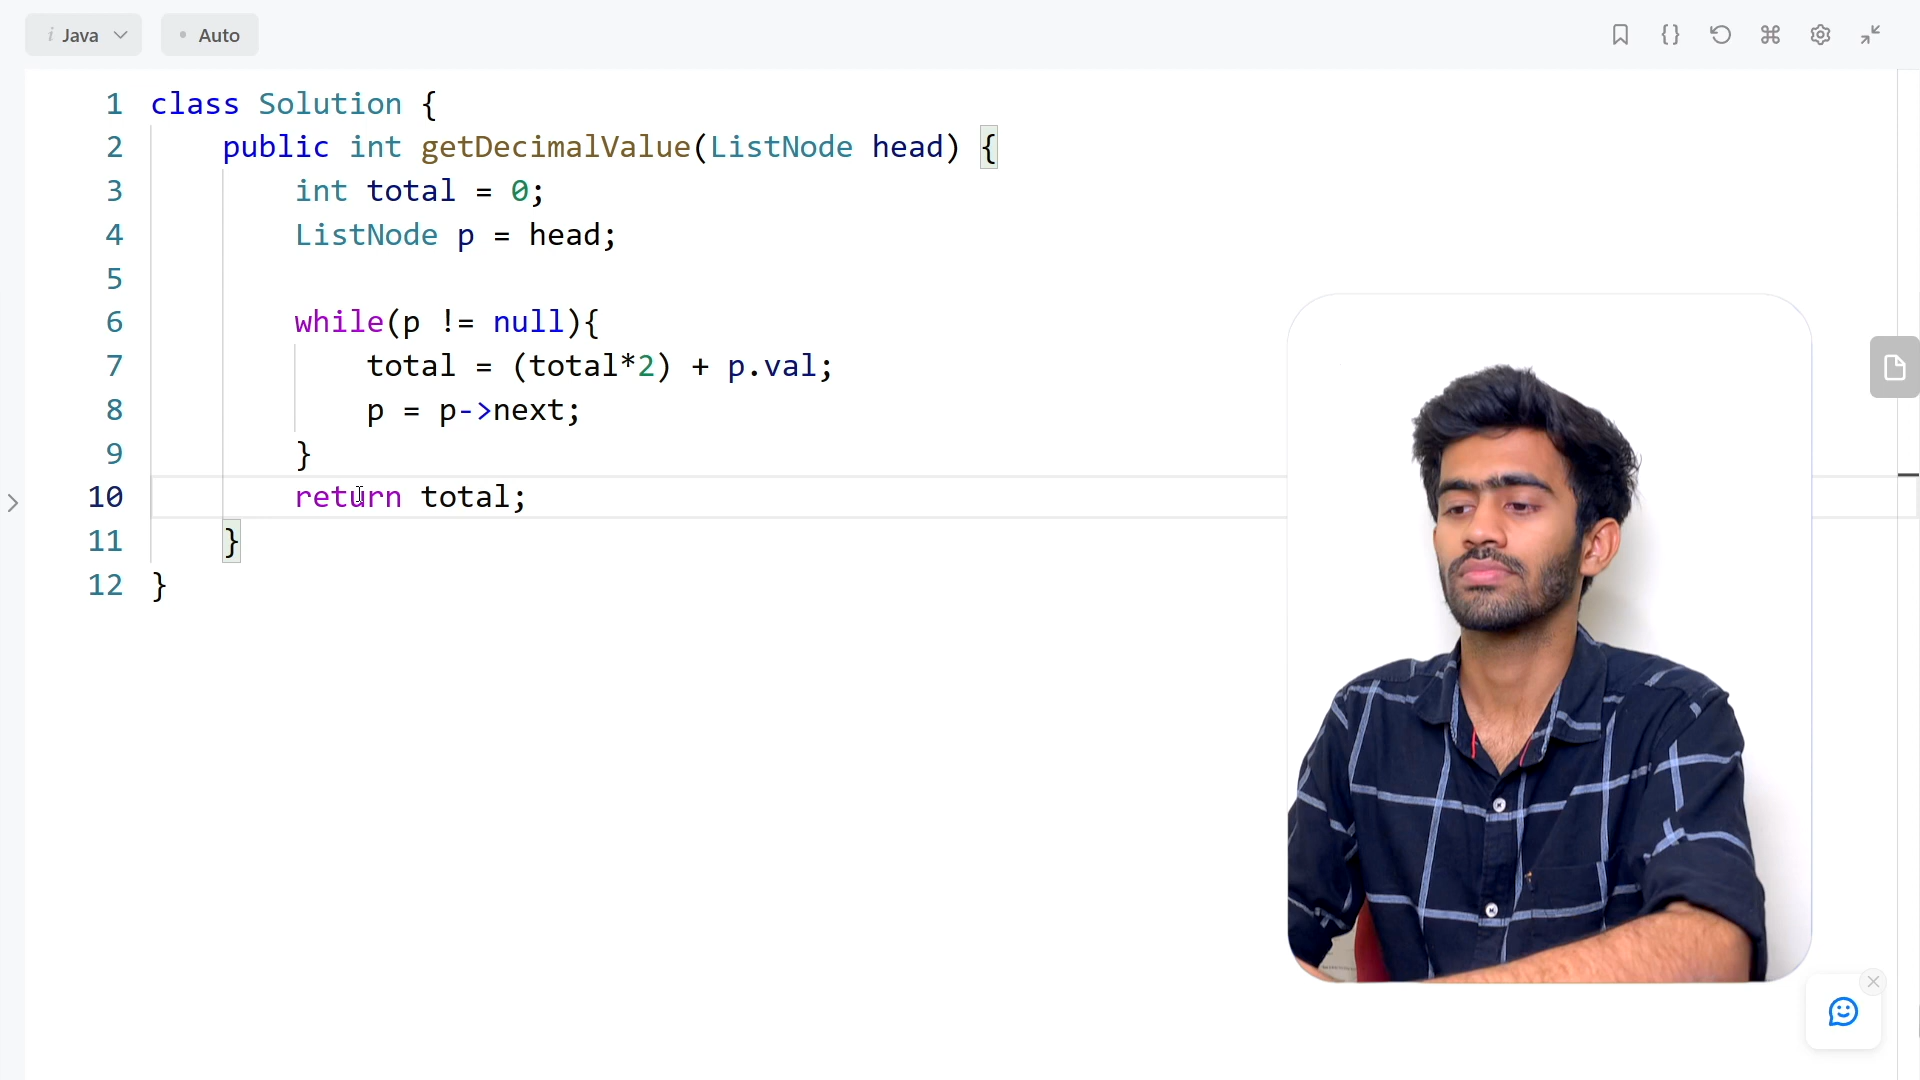 i Java
Auto
{}
1 class Solution {
2 public int getDecimalValue(ListNode head) {
3 int total = 0;
4 ListNode p = head;
5
6 while(p != null){
7 total = (total*2) + p.val;
8 p = p->next;
9 }
10 return total;
11 }
12 }